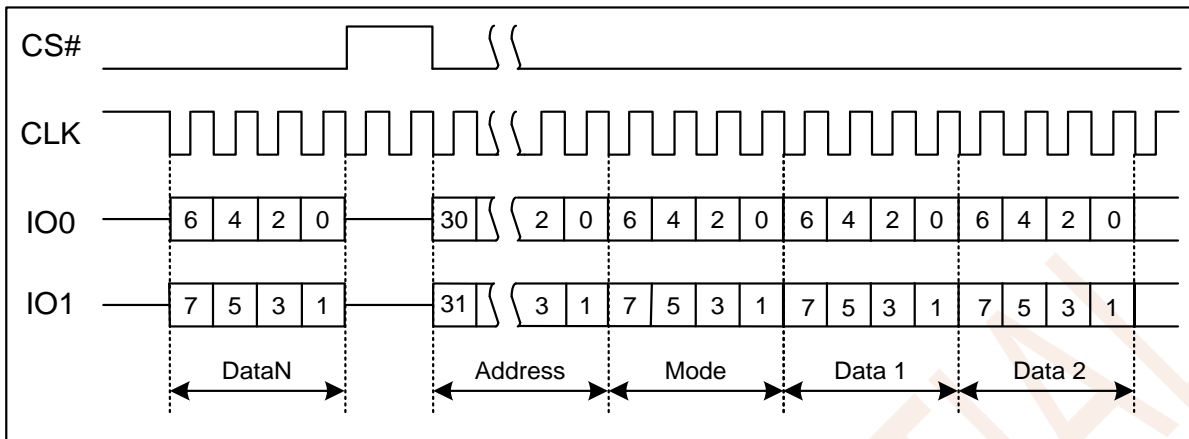 CS#
CLK
IO0 6 4 2 0 30 2 0 6 4 2 0 6 4 2 0 6 4 2 0
IO1 7 5 3 1 31 3 1 7 5 3 1 7 5 3 1 7 5 3 1
DataN Address Mode Data 1 Data 2